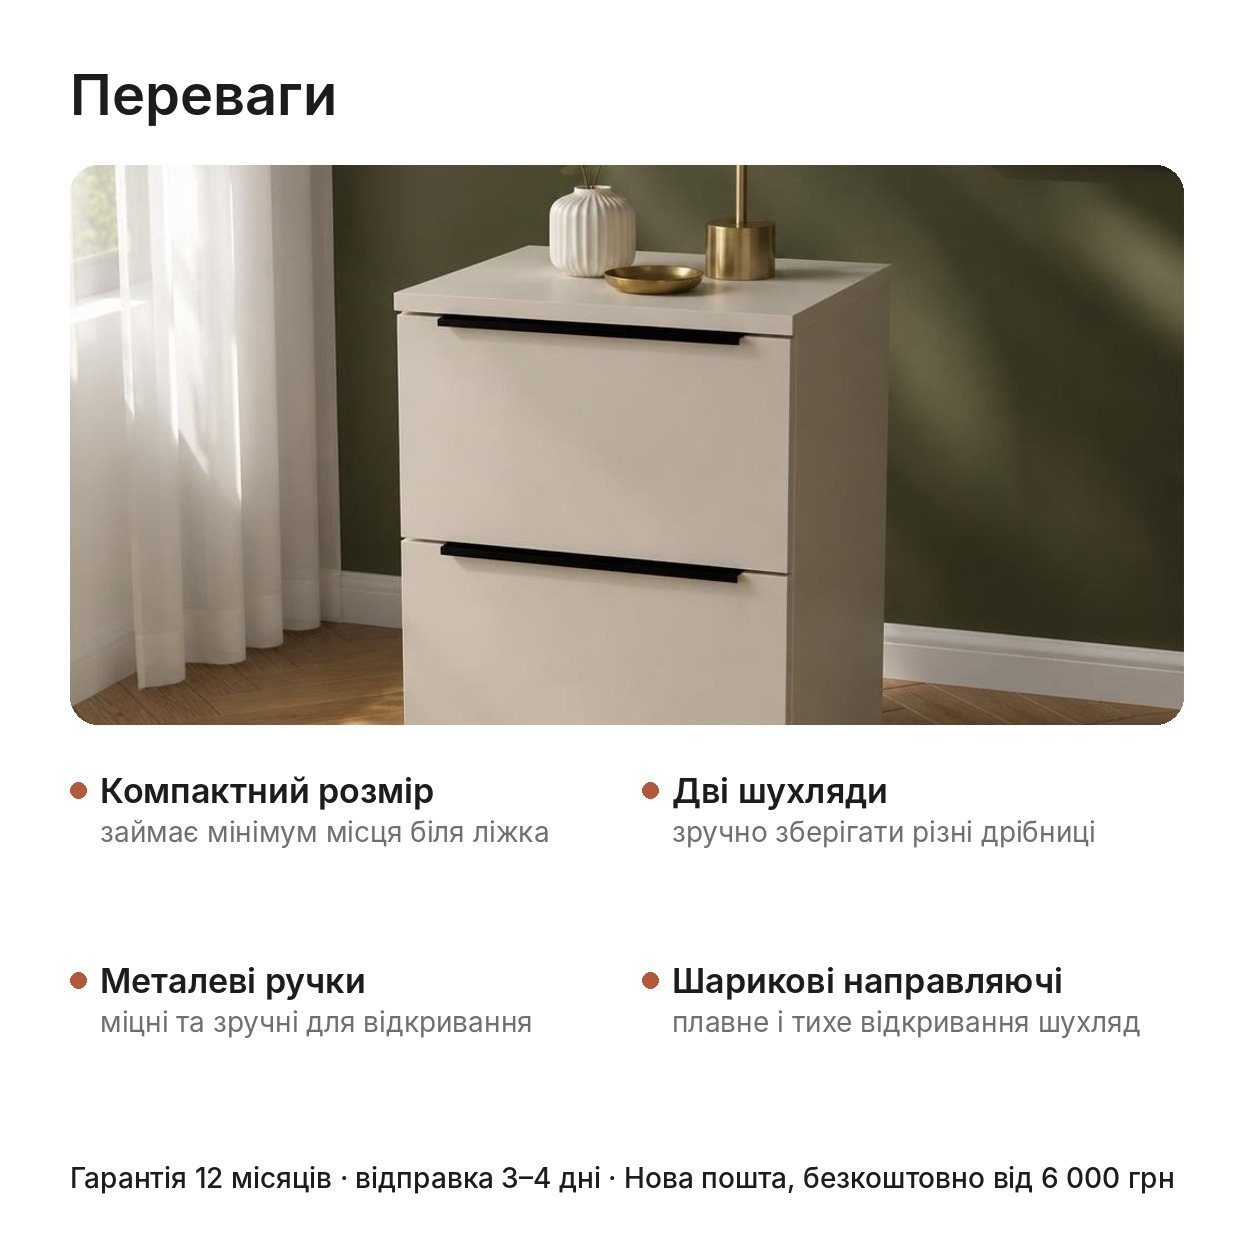 Переваги
Компактний розмір
займає мінімум місця біля ліжка
Дві шухляди
зручно зберігати різні дрібниці
Металеві ручки
міцні та зручні для відкривання
Шарикові направляючі
плавне і тихе відкривання шухляд
Гарантія 12 місяців · відправка 3–4 дні · Нова пошта, безкоштовно від 6 000 грн